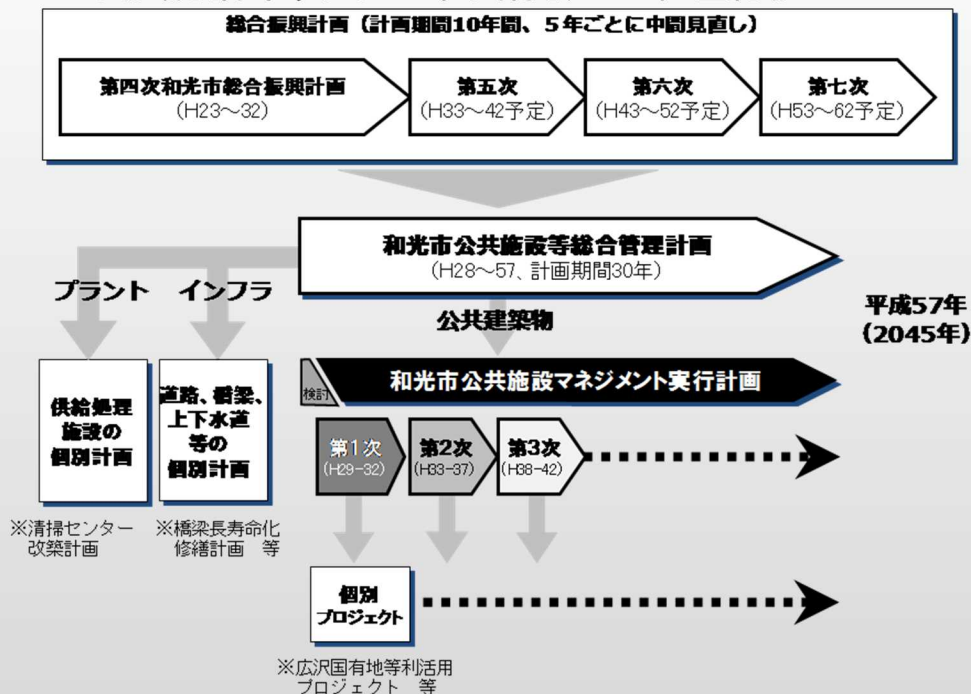 総合振興計画（計画期間10年間、５年ごとに中間見直し）
第四次和光市総合振興計画
（H23～32）
第五次
（H33～42予定）
第六次
（H43～52予定）
第七次
（H53～62予定）
和光市公共施設等総合管理計画
（H28～57、計画期間30年）
プラント
インフラ
公共建築物
平成57年
（2045年）
検討
和光市公共施設マネジメント実行計画
供給処理
施設の
個別計画
道路、橋梁、
上下水道
等の
個別計画
第1次
（H29-32）
第2次
（H33-37）
第3次
（H38-42）
※清掃センター
改築計画
※橋梁長寿命化
修繕計画　等
個別
プロジェクト
※広沢国有地等利活用
プロジェクト　等